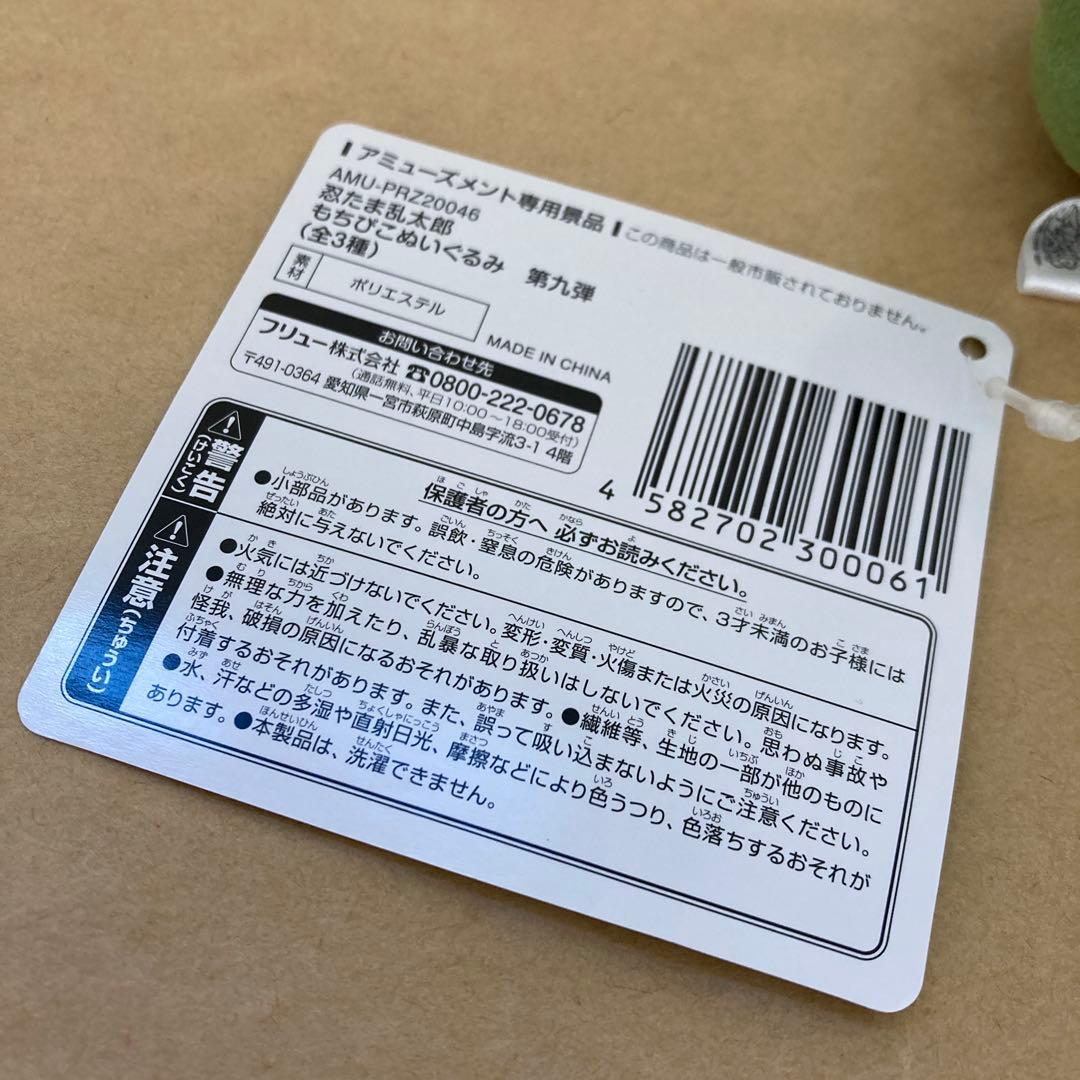 アミューズメント専用景品 この商品は一般市販されておりません。
AMU-PRZ20046
忍たま乱太郎
もちぴこぬいぐるみ 第九弾
(全3種)
素材 ポリエステル
MADE IN CHINA
お問い合わせ先
フリュー株式会社 ☎0800-222-0678
(通話無料、平日10:00~18:00受付)
〒491-0364 愛知県一宮市萩原町中島字流3-1 4階
4 582702 300061
警告(けいこく)
保護者の方へ 必ずお読みください。
●小部品があります。誤飲・窒息の危険がありますので、3才未満のお子様には
絶対に与えないでください。
注意(ちゅうい)
●火気には近づけないでください。変形・変質・火傷または火災の原因になります。
●無理な力を加えたり、乱暴な取り扱いはしないでください。思わぬ事故や
怪我、破損の原因になるおそれがあります。●繊維等、生地の一部が他のものに
付着するおそれがあります。また、誤って吸い込まないようにご注意ください。
●水、汗などの多湿や直射日光、摩擦などにより色うつり、色落ちするおそれが
あります。●本製品は、洗濯できません。